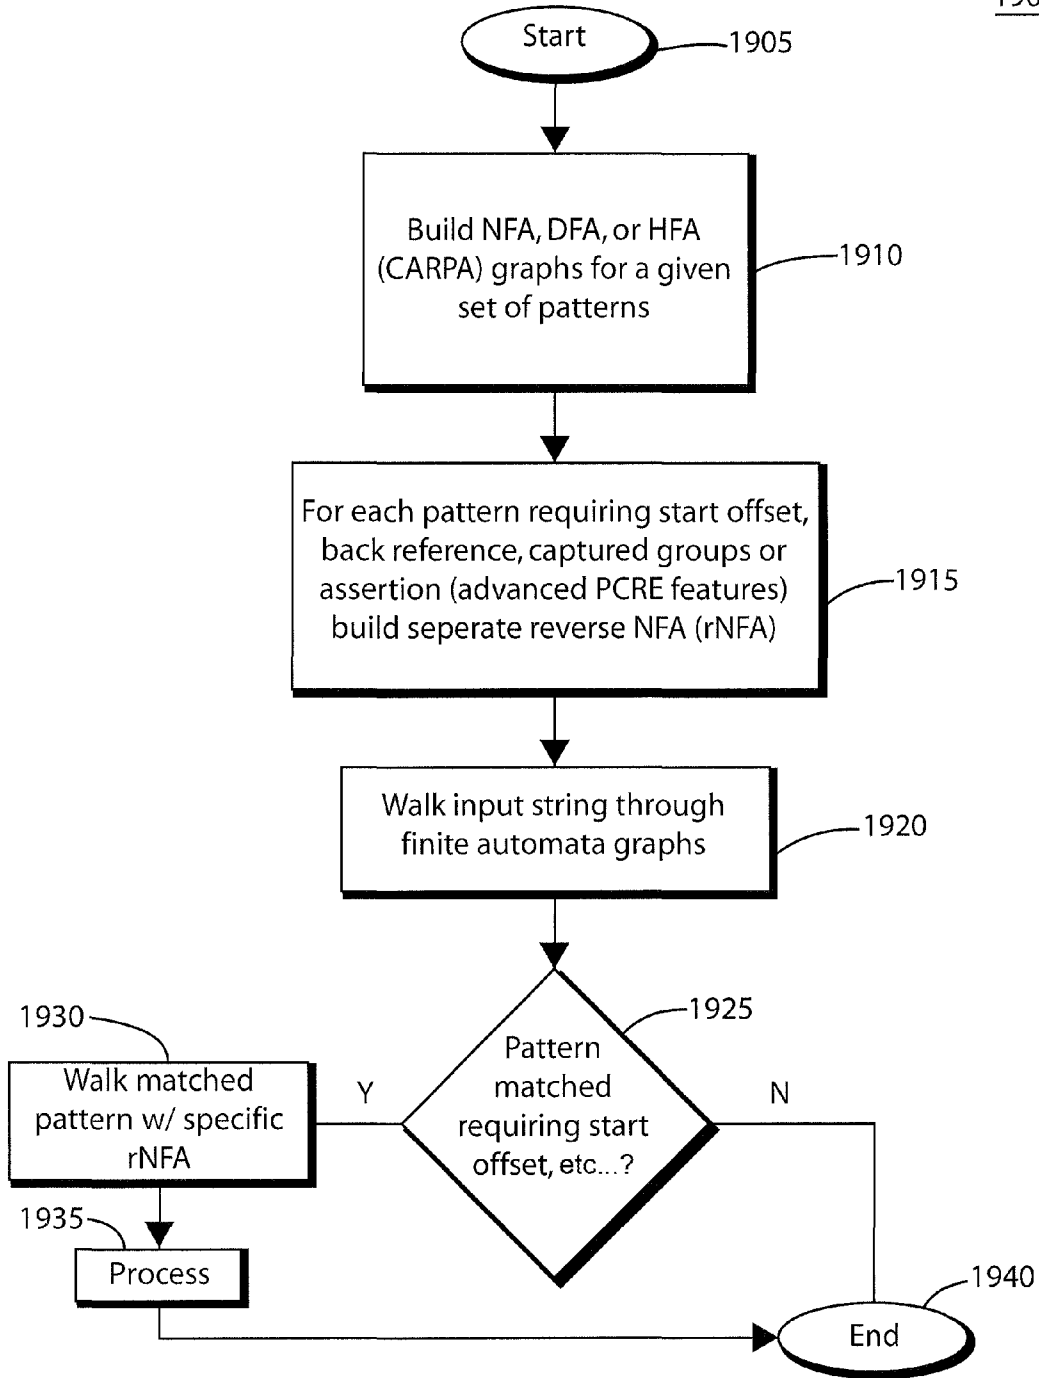 190
Start
1905
Build NFA, DFA, or HFA
(CARPA) graphs for a given
set of patterns
1910
For each pattern requiring start offset,
back reference, captured groups or
assertion (advanced PCRE features)
build seperate reverse NFA (rNFA)
1915
Walk input string through
finite automata graphs
1920
1925
Pattern
matched
requiring start
offset, etc...?
Y
N
1930
Walk matched
pattern w/ specific
rNFA
1935
Process
1940
End